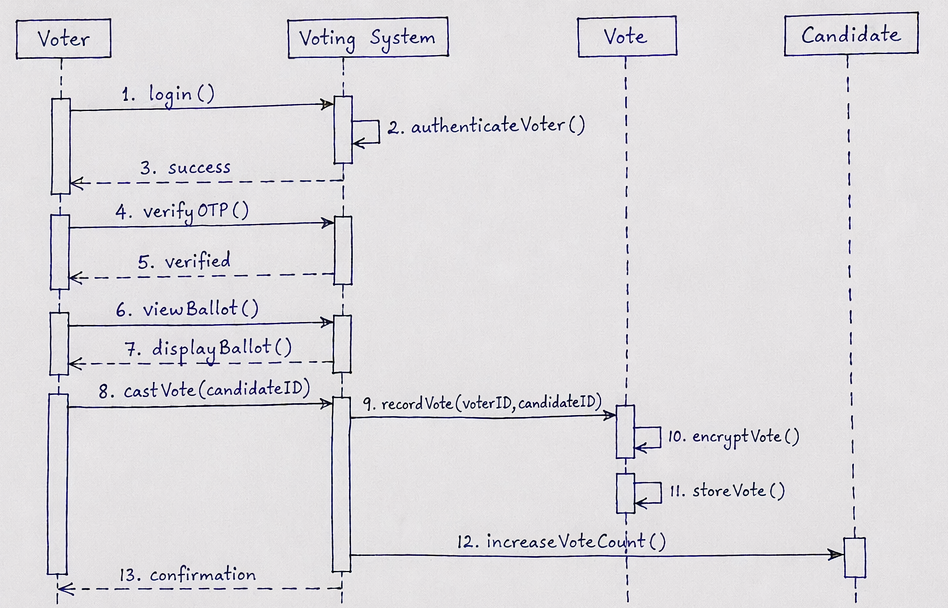 Voter
Voting System
Vote
Candidate
1. login()
2. authenticateVoter()
3. success
4. verifyOTP()
5. verified
6. viewBallot()
7. displayBallot()
8. castVote(candidateID)
9. recordVote(voterID, candidateID)
10. encryptVote()
11. storeVote()
12. increaseVoteCount()
13. confirmation